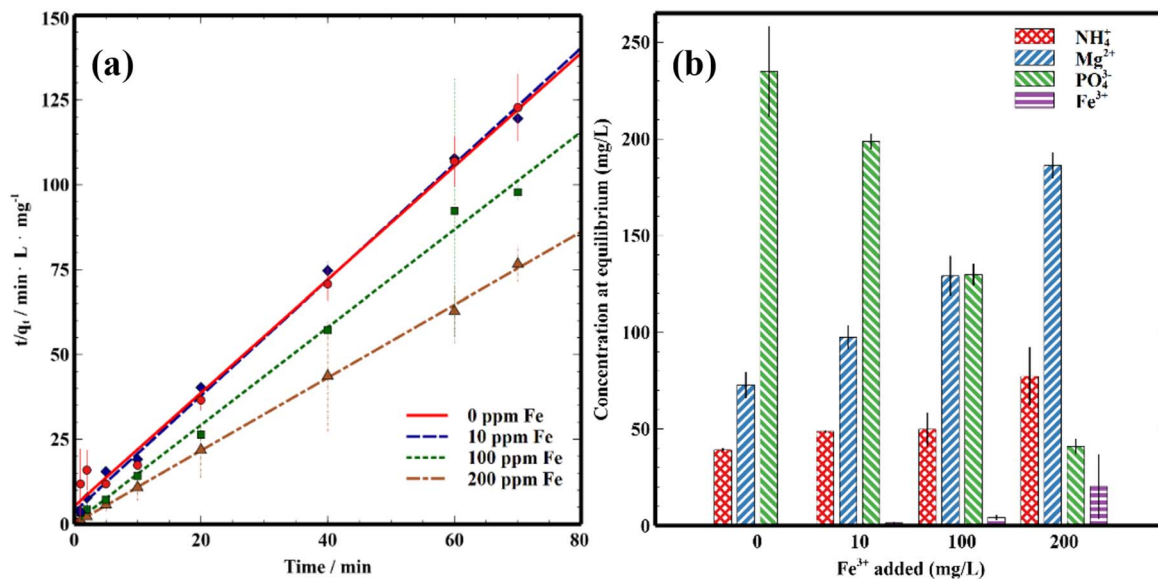 (a)
150
125
100
75
50
25
0
t/qt / min· L · mg⁻¹
0 ppm Fe
10 ppm Fe
100 ppm Fe
200 ppm Fe
0 20 40 60 80
Time / min
(b)
250
200
150
100
50
0
Concentration at equilibrium (mg/L)
NH₄⁺
Mg²⁺
PO₄³⁻
Fe³⁺
0 10 100 200
Fe³⁺ added (mg/L)